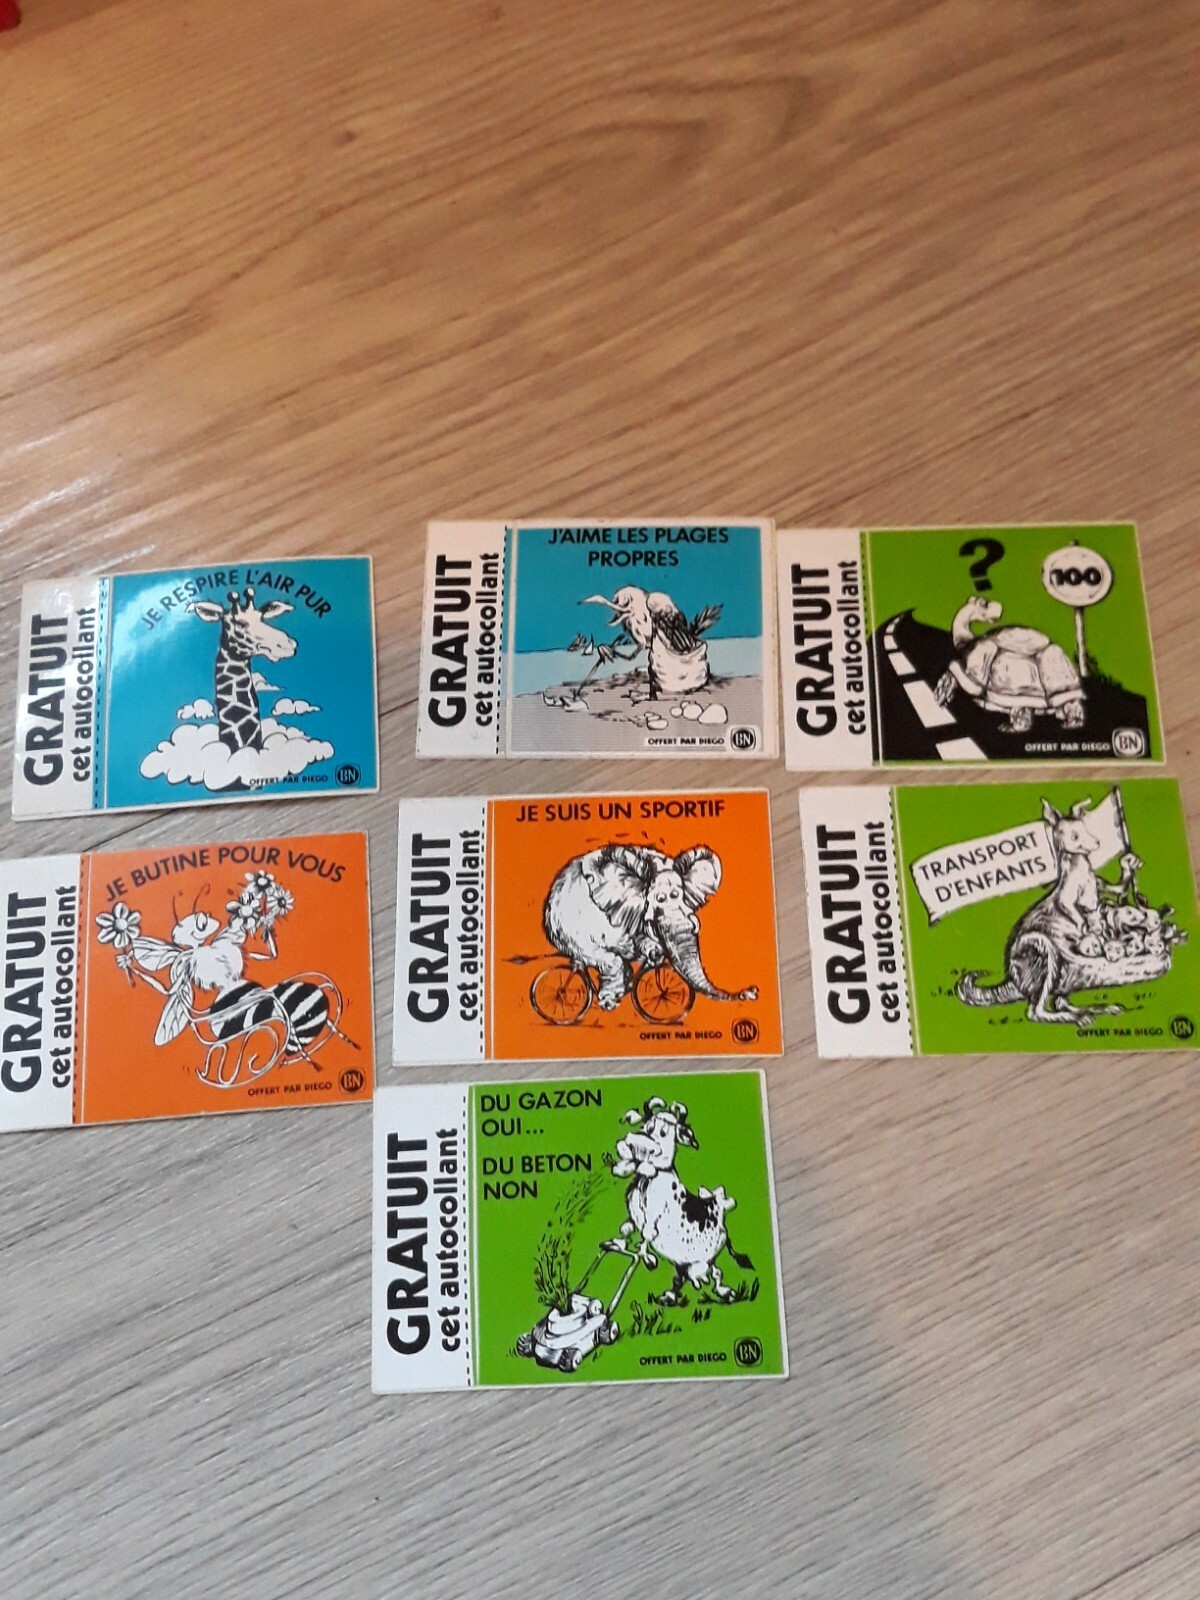 GRATUIT
cet autocollant
JE RESPIRE L'AIR PUR
OFFERT PAR DIEGO
BN
GRATUIT
cet autocollant
J'AIME LES PLAGES
PROPRES
OFFERT PAR DIEGO
BN
GRATUIT
cet autocollant
?
100
OFFERT PAR DIEGO
BN
GRATUIT
cet autocollant
JE BUTINE POUR VOUS
OFFERT PAR DIEGO
BN
GRATUIT
cet autocollant
JE SUIS UN SPORTIF
OFFERT PAR DIEGO
BN
GRATUIT
cet autocollant
TRANSPORT
D'ENFANTS
OFFERT PAR DIEGO
BN
GRATUIT
cet autocollant
DU GAZON
OUI...
DU BETON
NON
OFFERT PAR DIEGO
BN